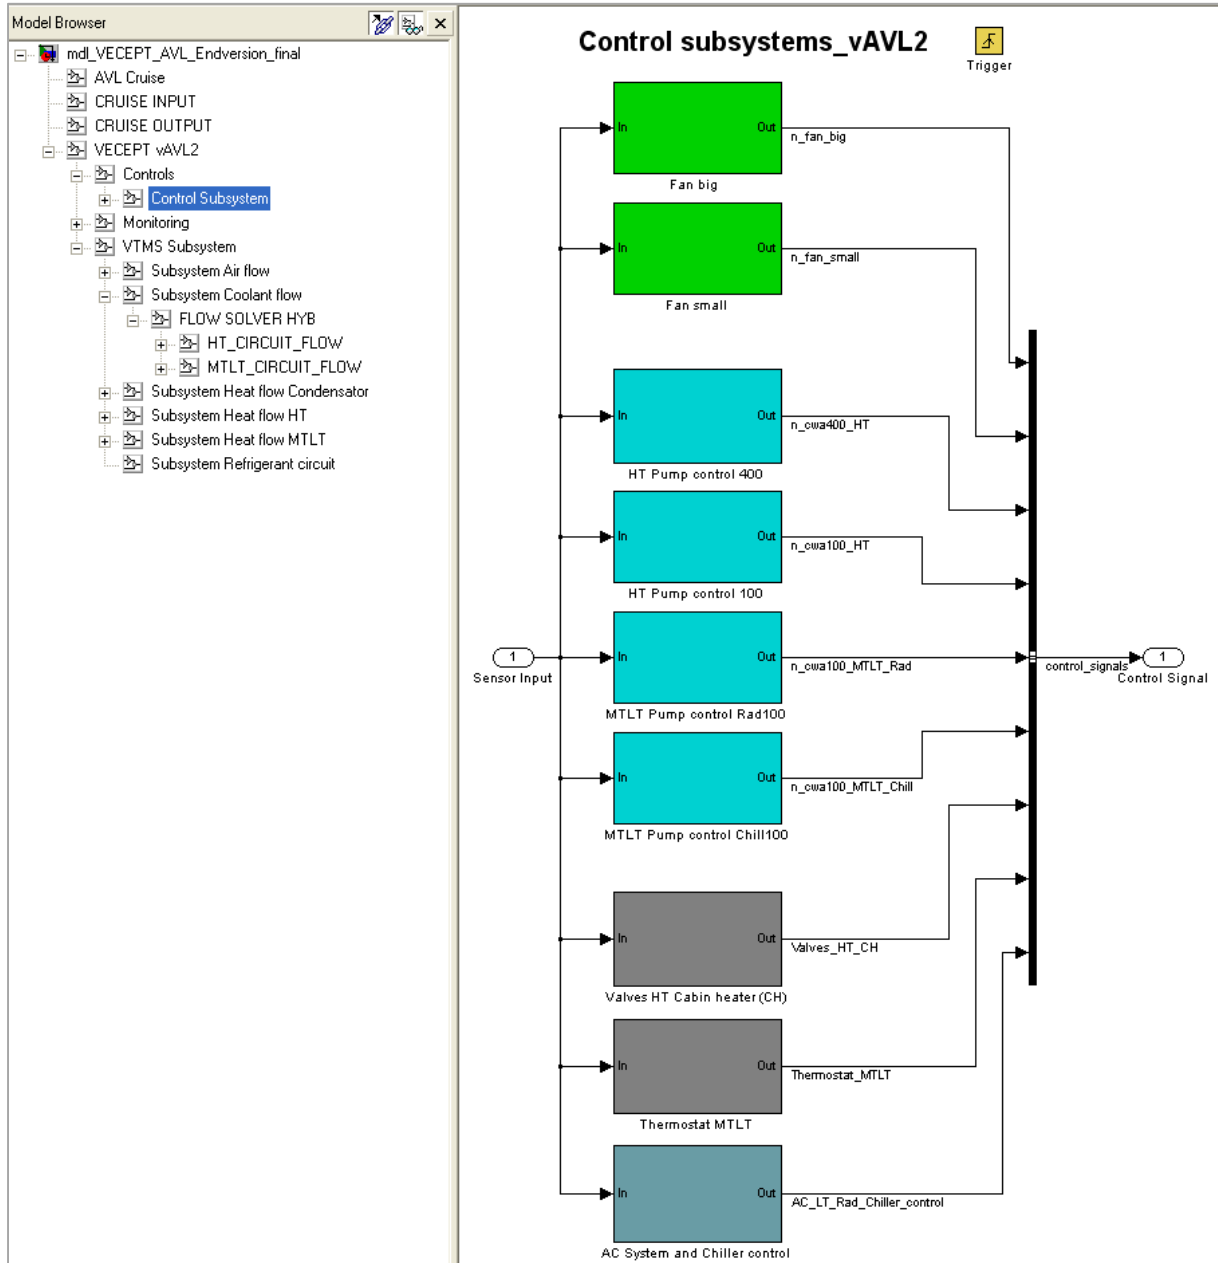 Model Browser
mdl_VECEPT_AVL_Endversion_final
AVL Cruise
CRUISE INPUT
CRUISE OUTPUT
VECEPT vAVL2
Controls
Control Subsystem
Monitoring
VTMS Subsystem
Subsystem Air flow
Subsystem Coolant flow
FLOW SOLVER HYB
HT_CIRCUIT_FLOW
MTLT_CIRCUIT_FLOW
Subsystem Heat flow Condensator
Subsystem Heat flow HT
Subsystem Heat flow MTLT
Subsystem Refrigerant circuit
Control subsystems_vAVL2
Trigger
In Out
n_fan_big
Fan big
In Out
n_fan_small
Fan small
In Out
n_cwa400_HT
HT Pump control 400
In Out
n_cwa100_HT
HT Pump control 100
1
Sensor Input
In Out
n_cwa100_MTLT_Rad
MTLT Pump control Rad100
control_signals
1
Control Signal
In Out
n_cwa100_MTLT_Chill
MTLT Pump control Chill100
In Out
Valves_HT_CH
Valves HT Cabin heater (CH)
In Out
Thermostat_MTLT
Thermostat MTLT
In Out
AC_LT_Rad_Chiller_control
AC System and Chiller control